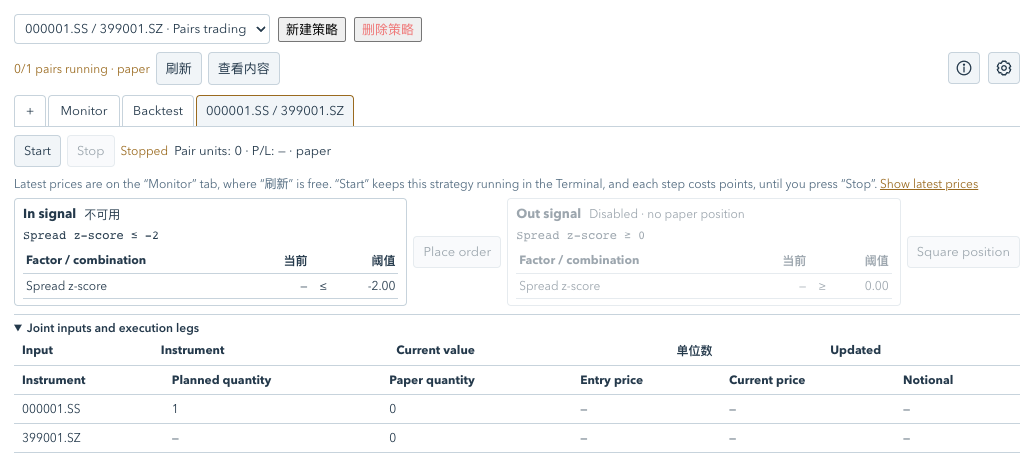 000001.SS / 399001.SZ · Pairs trading 新建策略 删除策略
0/1 pairs running · paper 刷新 查看内容
+ Monitor Backtest 000001.SS / 399001.SZ
Start Stop Stopped Pair units: 0 · P/L: – · paper
Latest prices are on the “Monitor” tab, where “刷新” is free. “Start” keeps this strategy running in the Terminal, and each step costs points, until you press “Stop”. Show latest prices
In signal 不可用
Spread z-score ≤ -2
Factor / combination 当前 阈值
Spread z-score – ≤ -2.00
Place order
Out signal Disabled · no paper position
Spread z-score ≥ 0
Factor / combination 当前 阈值
Spread z-score – ≥ 0.00
Square position
▼ Joint inputs and execution legs
Input Instrument Current value 单位数 Updated
Instrument Planned quantity Paper quantity Entry price Current price Notional
000001.SS 1 0 – – –
399001.SZ – 0 – – –